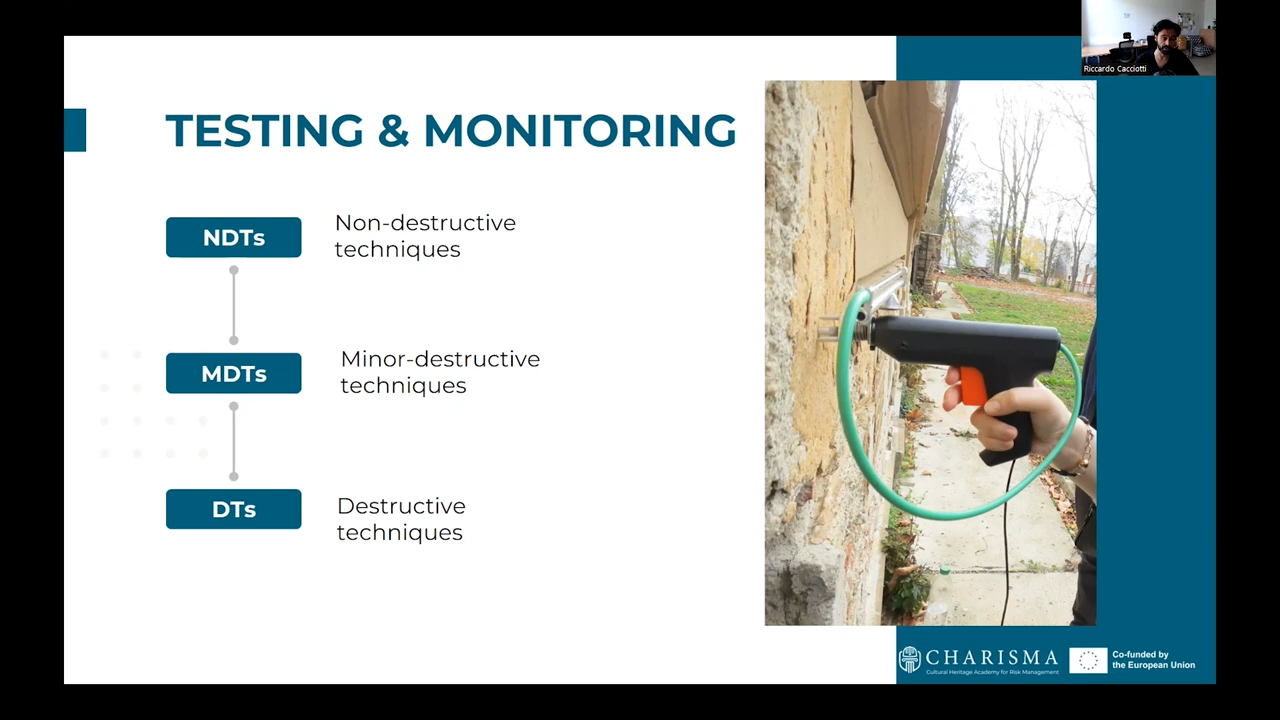 Riccardo Cacciotti
TESTING & MONITORING
NDTs
Non-destructive
techniques
MDTs
Minor-destructive
techniques
DTs
Destructive
techniques
CHARISMA
Cultural Heritage Academy for Risk Management
Co-funded by
the European Union